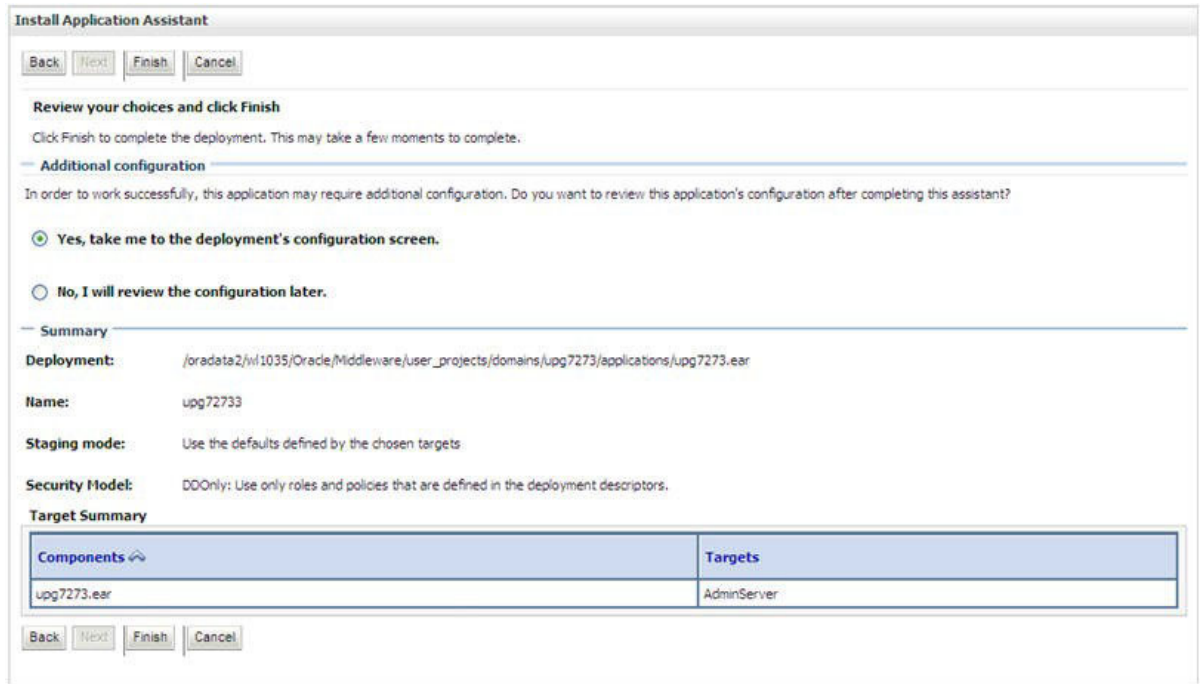 Install Application Assistant
Back Next Finish Cancel
Review your choices and click Finish
Click Finish to complete the deployment. This may take a few moments to complete.
Additional configuration
In order to work successfully, this application may require additional configuration. Do you want to review this application's configuration after completing this assistant?
Yes, take me to the deployment's configuration screen.
No, I will review the configuration later.
Summary
Deployment: /oradata2/wl1035/Oracle/Middleware/user_projects/domains/upg7273/applications/upg7273.ear
Name: upg72733
Staging mode: Use the defaults defined by the chosen targets
Security Model: DDOnly: Use only roles and policies that are defined in the deployment descriptors.
Target Summary
Components Targets
upg7273.ear AdminServer
Back Next Finish Cancel